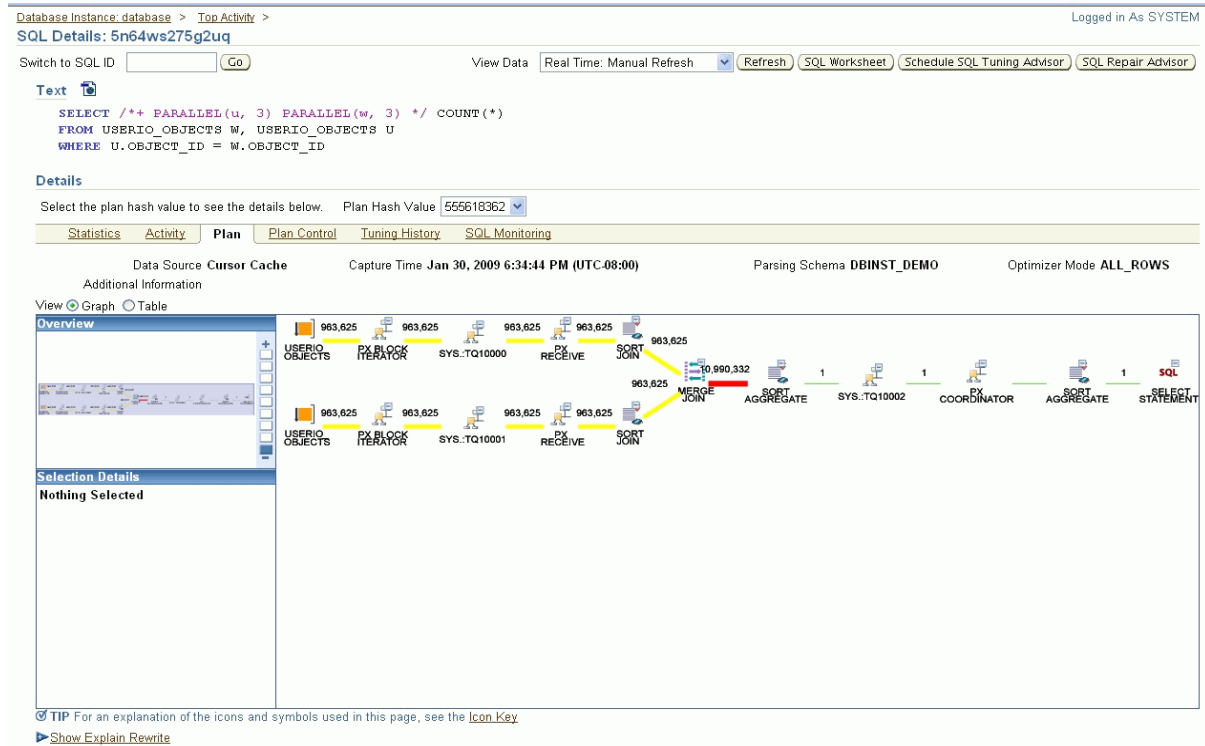 Database Instance: database > Top Activity >
Logged in As SYSTEM
SQL Details: 5n64ws275g2uq
Switch to SQL ID Go View Data Real Time: Manual Refresh Refresh SQL Worksheet Schedule SQL Tuning Advisor SQL Repair Advisor
Text
SELECT /*+ PARALLEL(u, 3) PARALLEL(w, 3) */ COUNT(*)
FROM USERIO_OBJECTS W, USERIO_OBJECTS U
WHERE U.OBJECT_ID = W.OBJECT_ID
Details
Select the plan hash value to see the details below. Plan Hash Value 555618362
Statistics Activity Plan Plan Control Tuning History SQL Monitoring
Data Source Cursor Cache Capture Time Jan 30, 2009 6:34:44 PM (UTC-08:00) Parsing Schema DBINST_DEMO Optimizer Mode ALL_ROWS
Additional Information
View Graph Table
Overview
963,625 963,625 963,625 963,625
USERIO OBJECTS PX BLOCK ITERATOR SYS.:TQ10000 PX RECEIVE SORT JOIN
963,625
963,625
10,990,332 1 1 1 SQL
MERGE JOIN SORT AGGREGATE SYS.:TQ10002 PX COORDINATOR SORT AGGREGATE SELECT STATEMENT
963,625 963,625 963,625 963,625
USERIO OBJECTS PX BLOCK ITERATOR SYS.:TQ10001 PX RECEIVE SORT JOIN
Selection Details
Nothing Selected
TIP For an explanation of the icons and symbols used in this page, see the Icon Key
Show Explain Rewrite